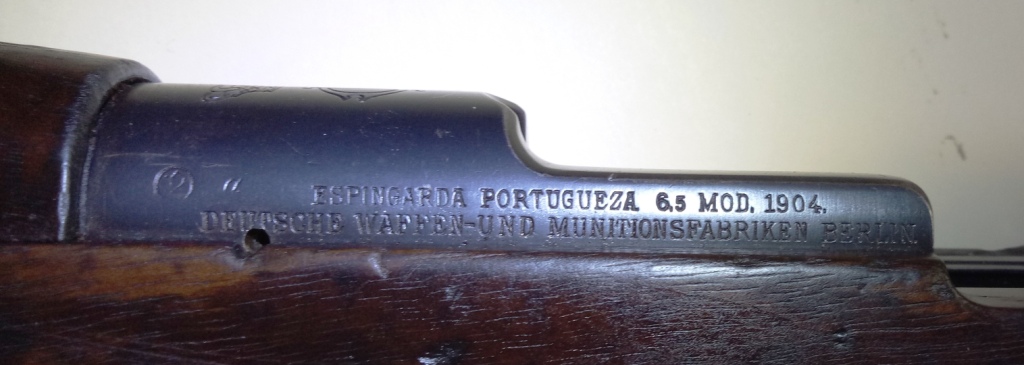 ESPINGARDA PORTUGUEZA 6,5 MOD. 1904.
DEUTSCHE WAFFEN-UND MUNITIONSFABRIKEN BERLIN.